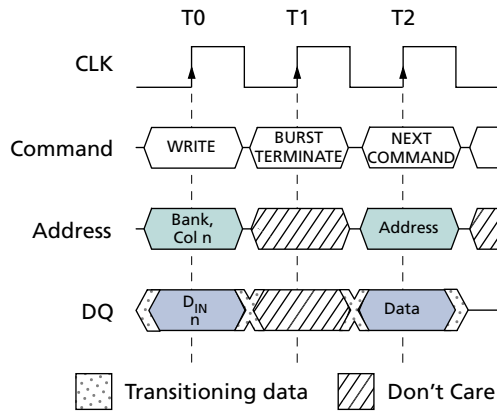 T0 T1 T2
CLK
Command WRITE BURST TERMINATE NEXT COMMAND
Address Bank, Col n Address
DQ DIN n Data
Transitioning data Don't Care